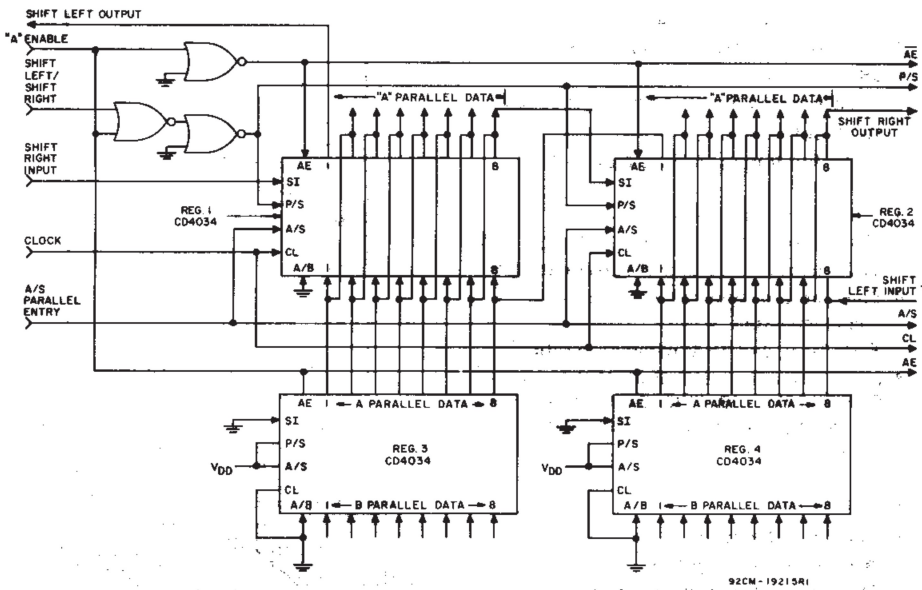 SHIFT LEFT OUTPUT
"A" ENABLE
SHIFT
LEFT/
SHIFT
RIGHT
SHIFT
RIGHT
INPUT
CLOCK
A/S
PARALLEL
ENTRY
AE
P/S
"A" PARALLEL DATA
"A" PARALLEL DATA
SHIFT RIGHT
OUTPUT
AE 1 8
SI
P/S
A/S
CL
A/B 1 8
REG. 1
CD4034
AE 1 8
SI
P/S
A/S
CL
A/B 1 8
REG. 2
CD4034
SHIFT
LEFT INPUT
A/S
CL
AE
AE 1 A PARALLEL DATA 8
SI
P/S
A/S
CL
REG. 3
CD4034
VDD
A/B 1 B PARALLEL DATA 8
AE 1 A PARALLEL DATA 8
SI
P/S
A/S
CL
REG. 4
CD4034
VDD
A/B 1 B PARALLEL DATA 8
92CM-19215R1